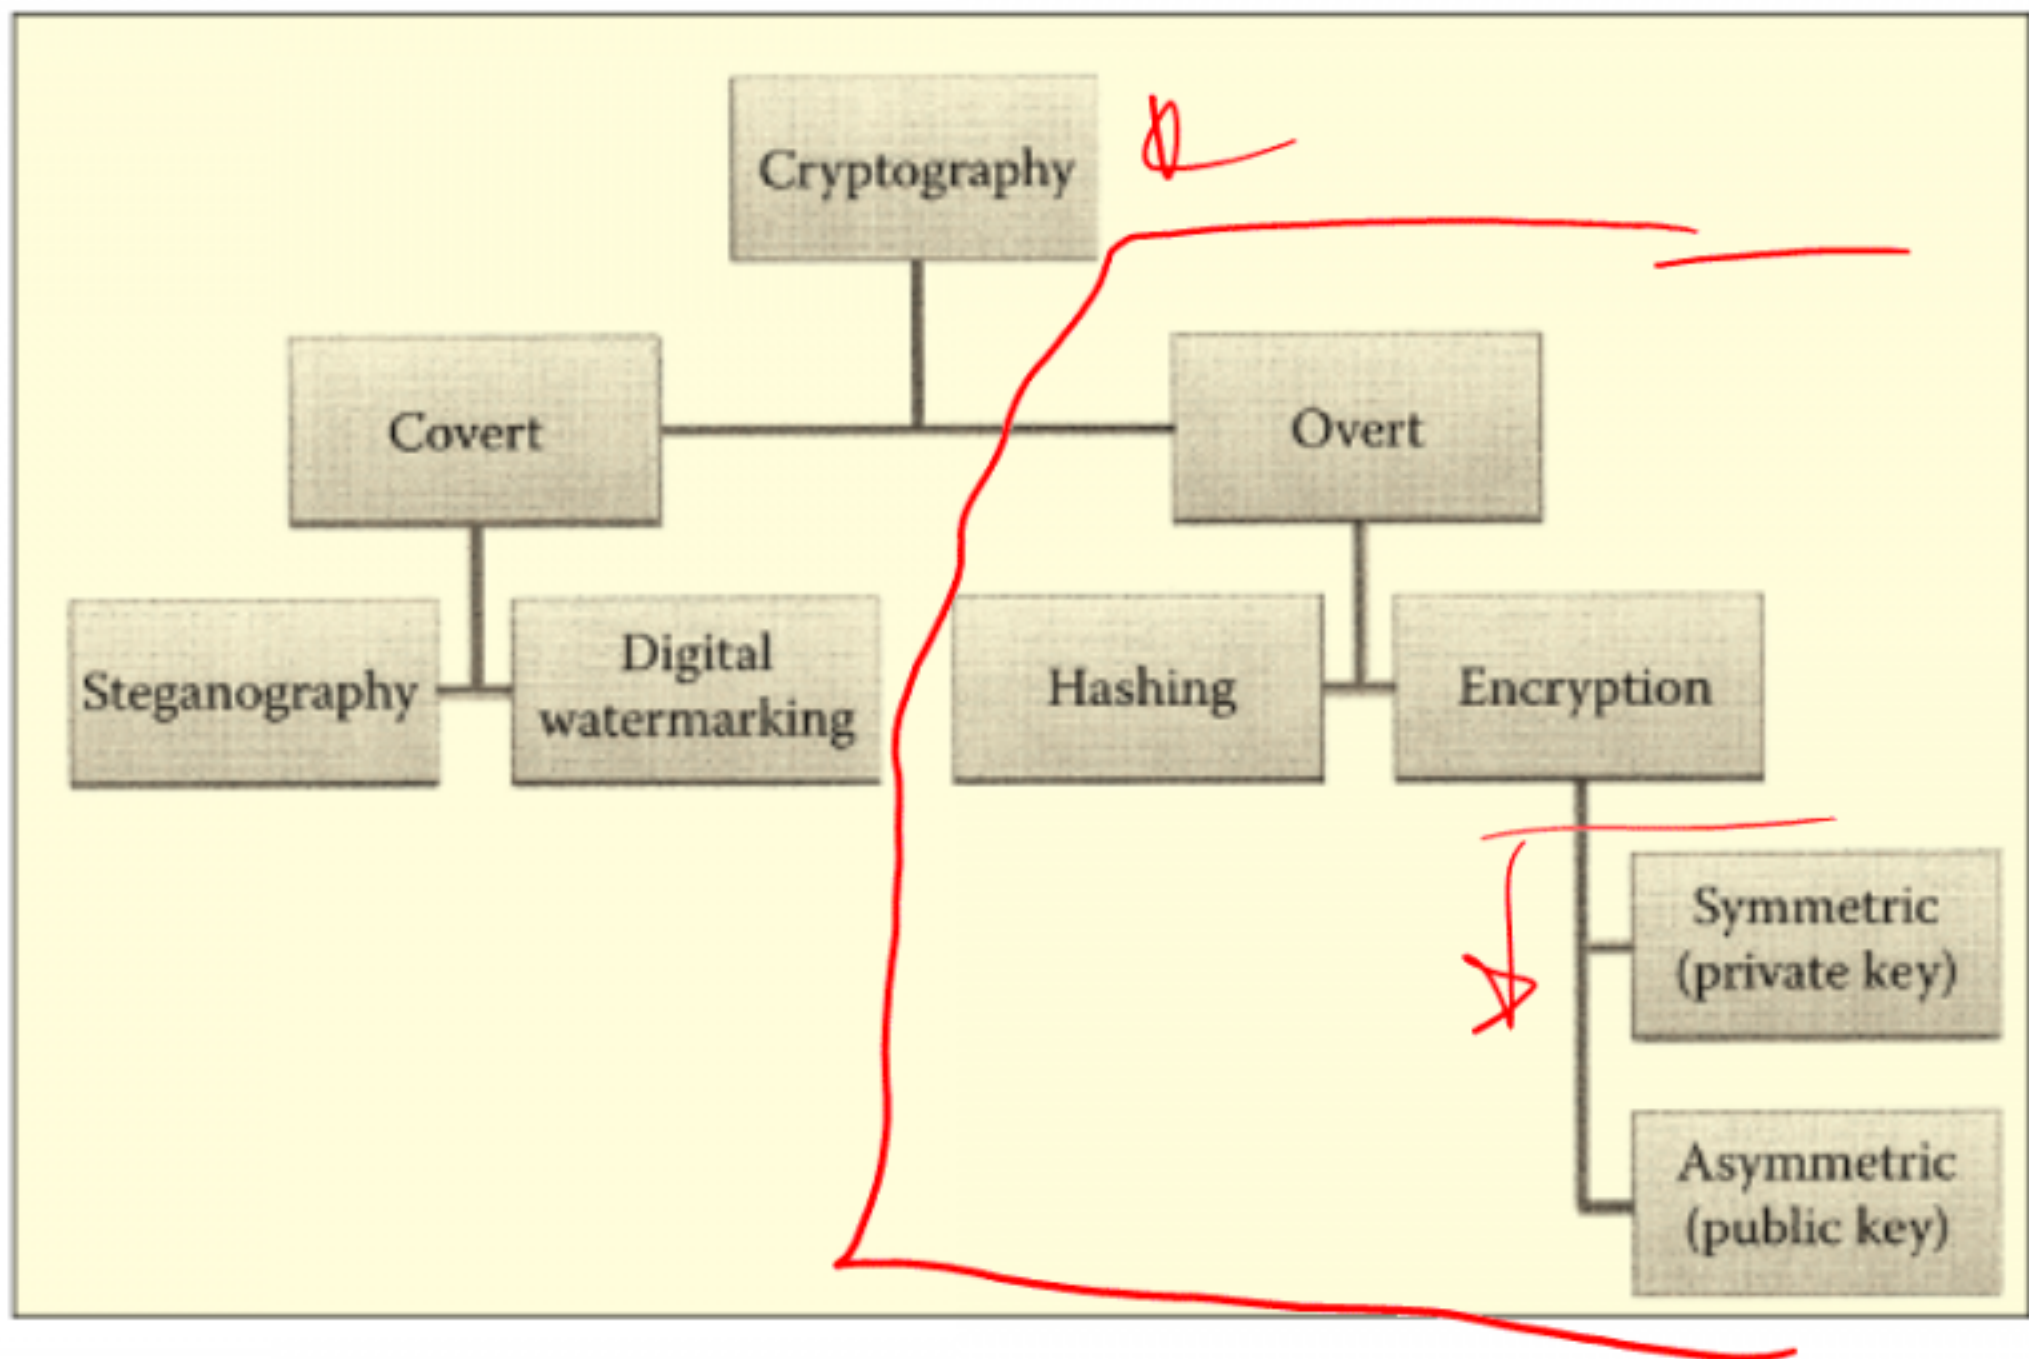 Cryptography
Covert
Overt
Steganography
Digital
watermarking
Hashing
Encryption
Symmetric
(private key)
Asymmetric
(public key)